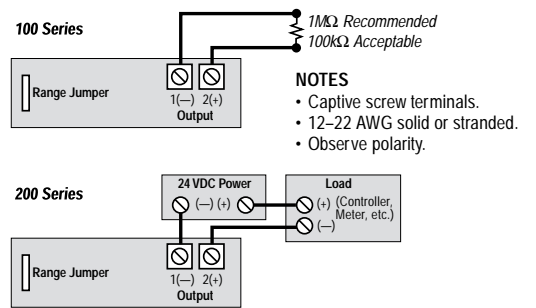 100 Series
1MΩ Recommended
100kΩ Acceptable
Range Jumper
1(—) 2(+)
Output
NOTES
• Captive screw terminals.
• 12–22 AWG solid or stranded.
• Observe polarity.
200 Series
24 VDC Power
(—) (+)
Load
(+) (Controller,
Meter, etc.)
(—)
Range Jumper
1(—) 2(+)
Output